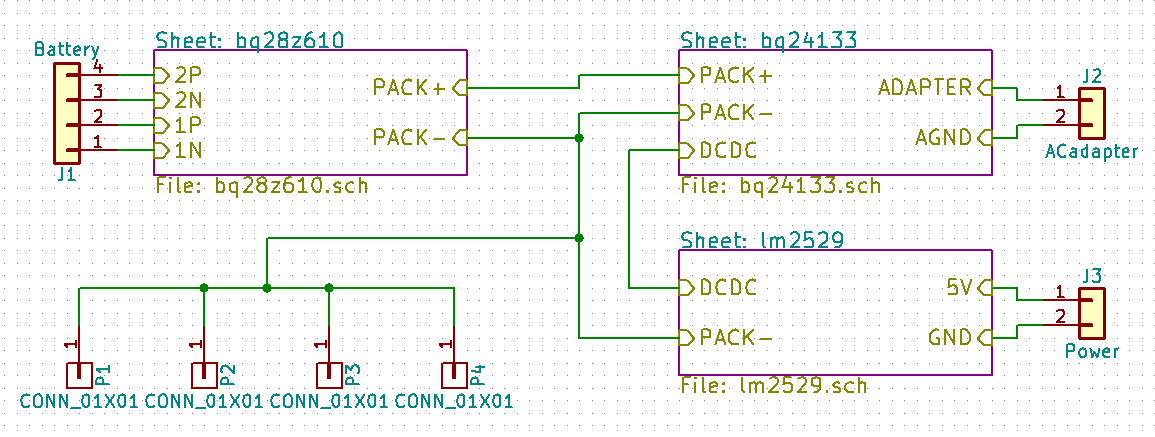 Battery
4
3
2
1
J1
Sheet: bq28z610
2P
2N
1P
1N
PACK+
PACK-
File: bq28z610.sch
Sheet: bq24133
PACK+
PACK-
DCDC
ADAPTER
AGND
File: bq24133.sch
J2
1
2
ACadapter
Sheet: lm2529
DCDC
PACK-
5V
GND
File: lm2529.sch
J3
1
2
Power
1
P1
CONN_01X01
1
P2
CONN_01X01
1
P3
CONN_01X01
1
P4
CONN_01X01